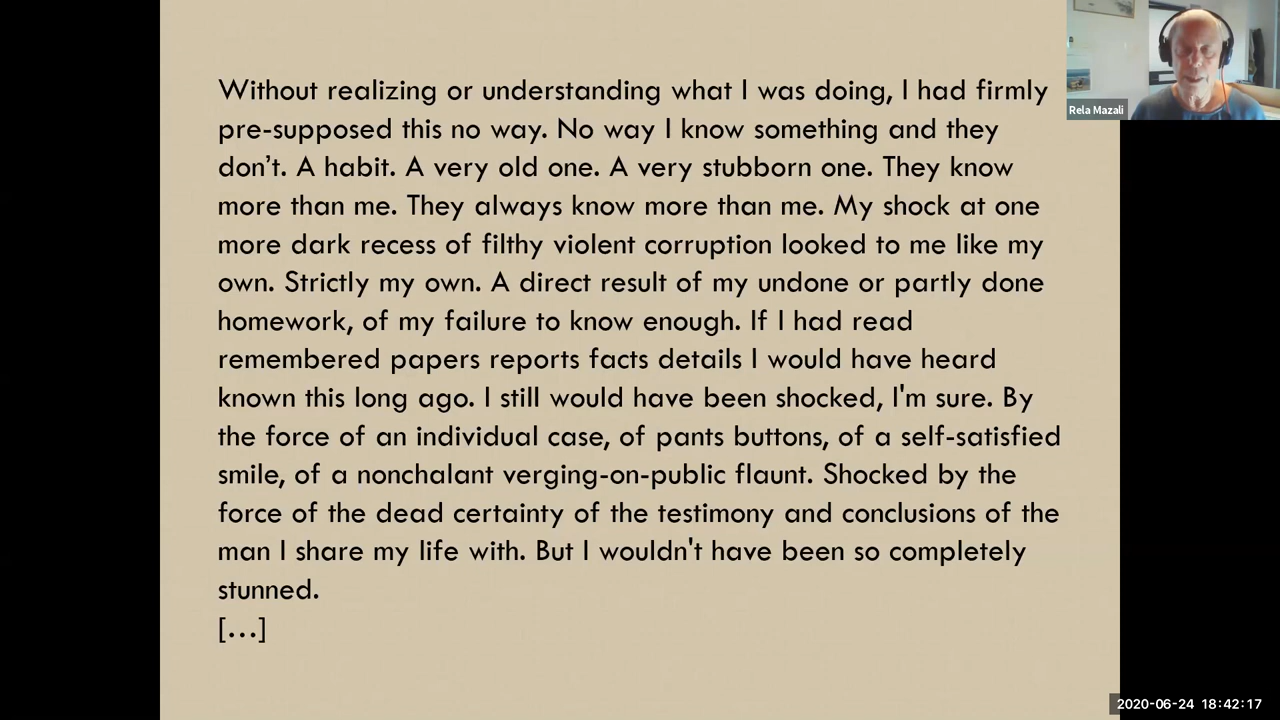 Without realizing or understanding what I was doing, I had firmly
pre-supposed this no way. No way I know something and they
don’t. A habit. A very old one. A very stubborn one. They know
more than me. They always know more than me. My shock at one
more dark recess of filthy violent corruption looked to me like my
own. Strictly my own. A direct result of my undone or partly done
homework, of my failure to know enough. If I had read
remembered papers reports facts details I would have heard
known this long ago. I still would have been shocked, I'm sure. By
the force of an individual case, of pants buttons, of a self-satisfied
smile, of a nonchalant verging-on-public flaunt. Shocked by the
force of the dead certainty of the testimony and conclusions of the
man I share my life with. But I wouldn't have been so completely
stunned.
[…]
Rela Mazali
2020-06-24 18:42:17